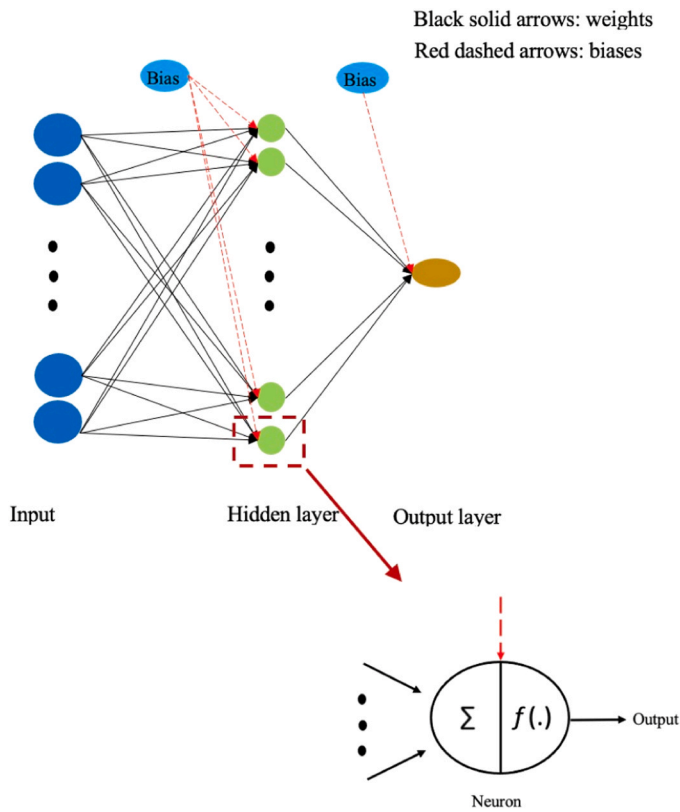 Black solid arrows: weights
Red dashed arrows: biases
Bias
Bias
Input
Hidden layer
Output layer
Σ
f(.)
Output
Neuron